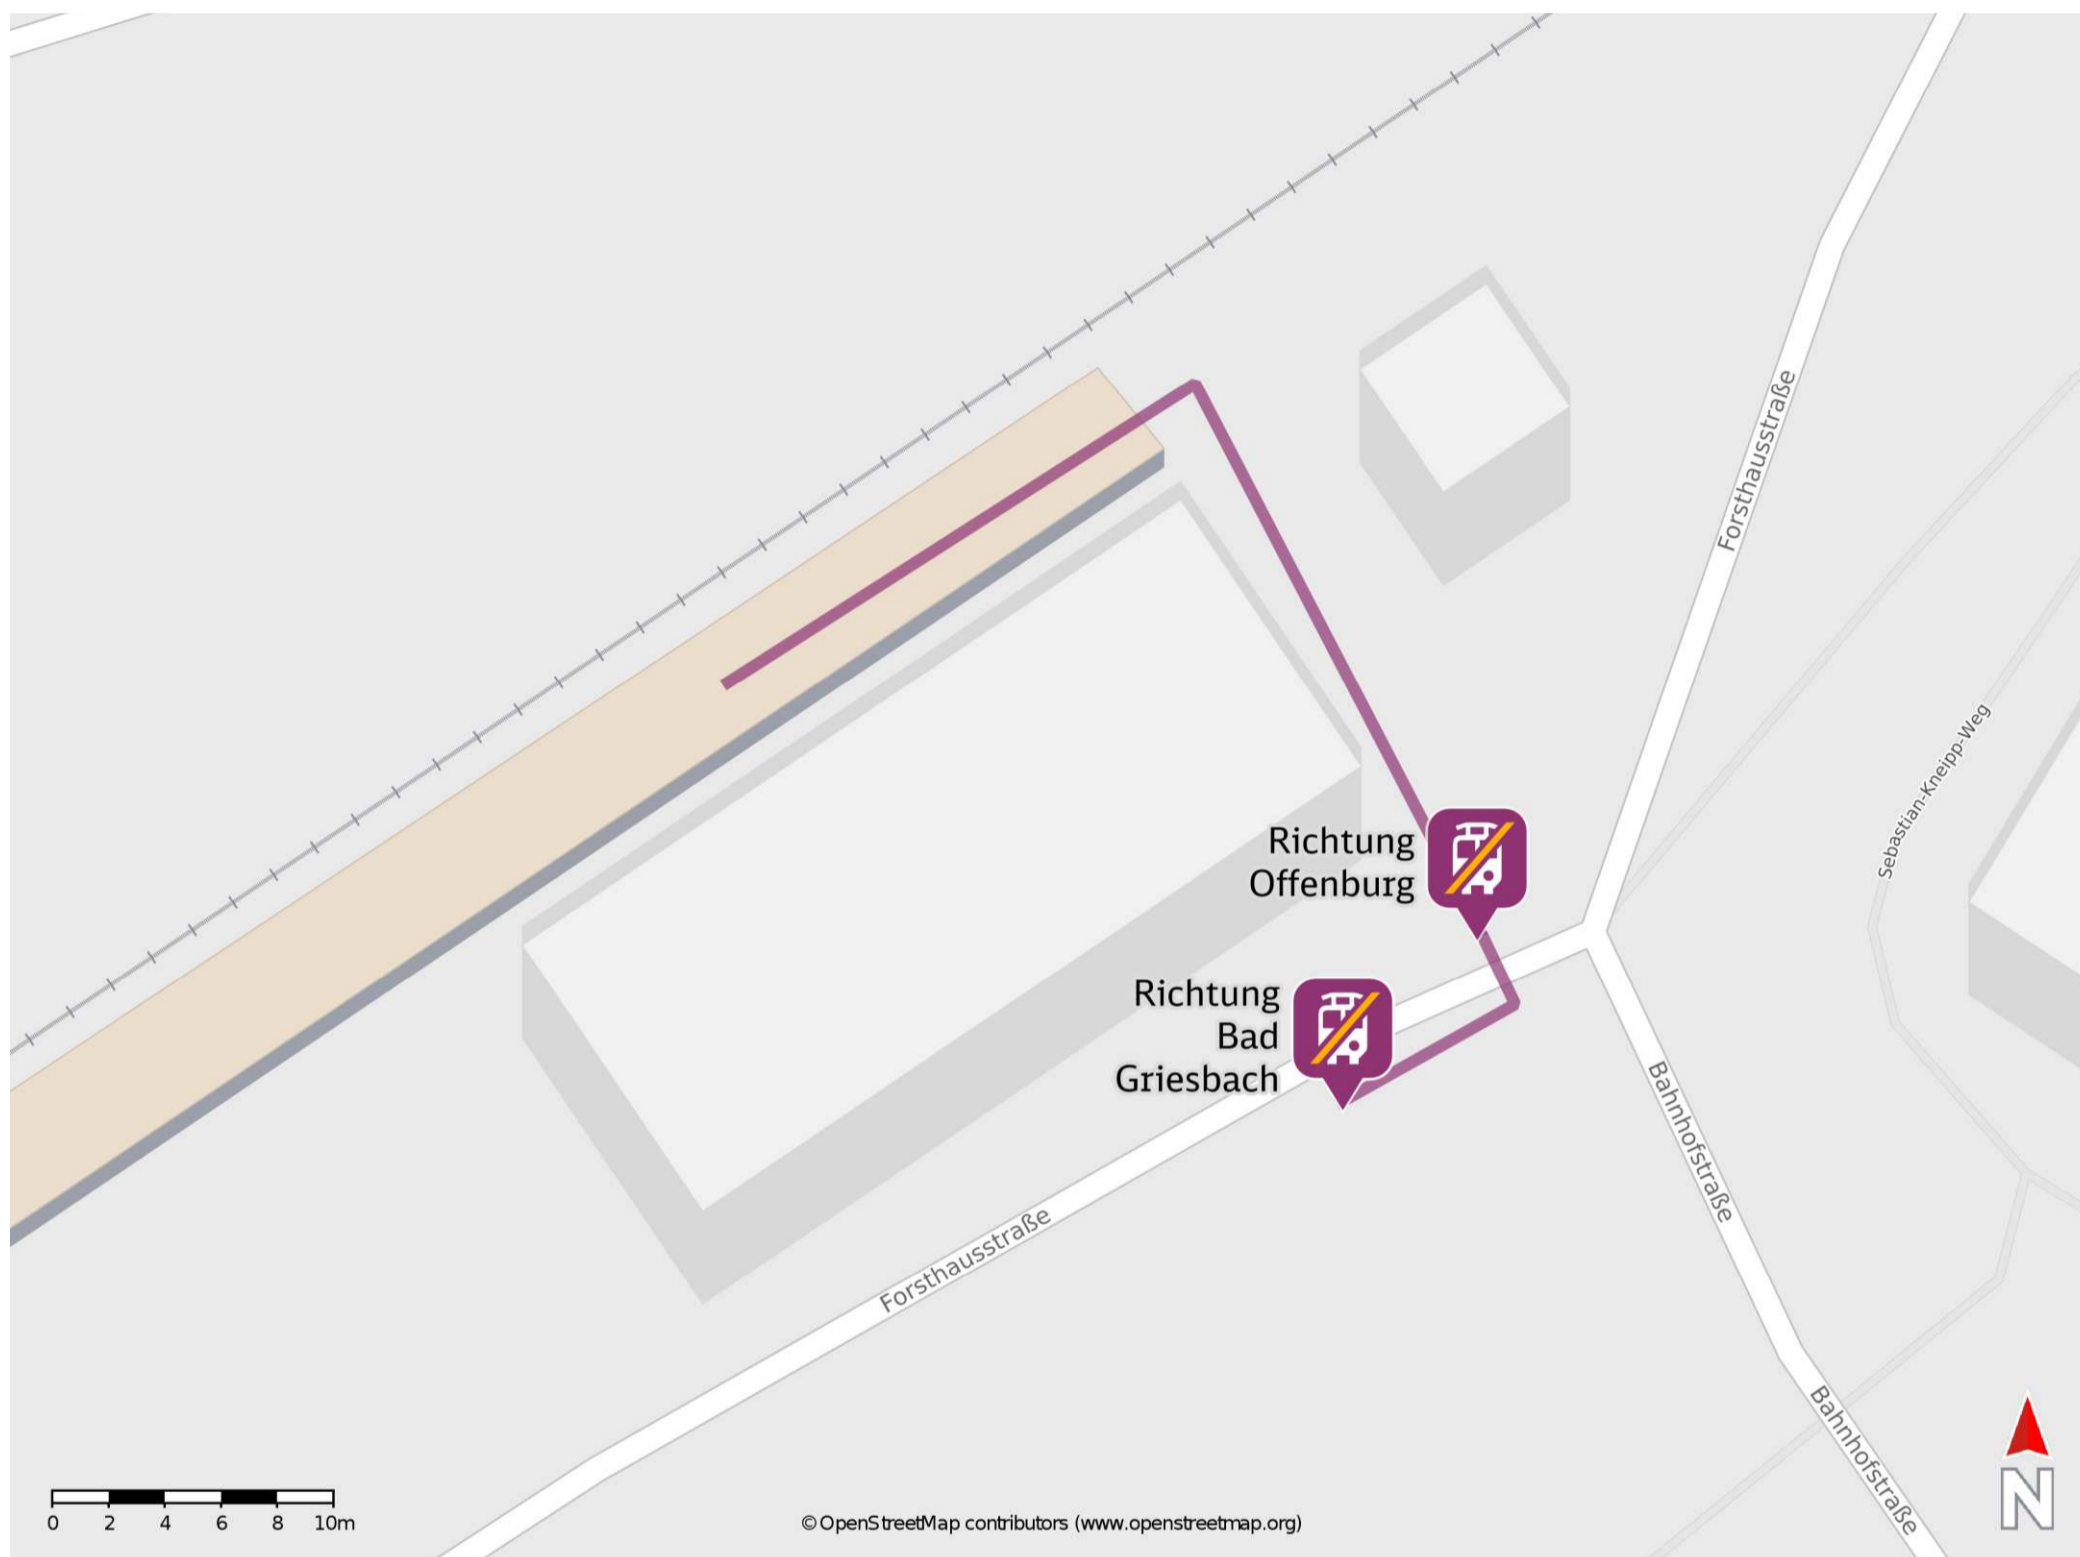 Forsthausstraße
Sebastian-Kneipp-Weg
Richtung
Offenburg
Richtung
Bad
Griesbach
Bahnhofstraße
Forsthausstraße
Bahnhofstraße
N
0 2 4 6 8 10m
© OpenStreetMap contributors (www.openstreetmap.org)